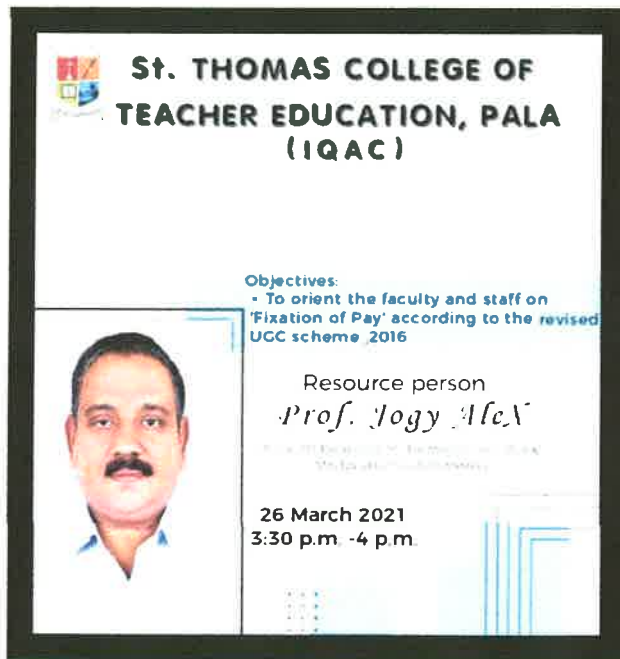 St. THOMAS COLLEGE OF
TEACHER EDUCATION, PALA
(IQAC)
Objectives:
• To orient the faculty and staff on
'Fixation of Pay' according to the revised
UGC scheme ,2016
Resource person
Prof. Jogy Alex
26 March 2021
3:30 p.m. -4 p.m.